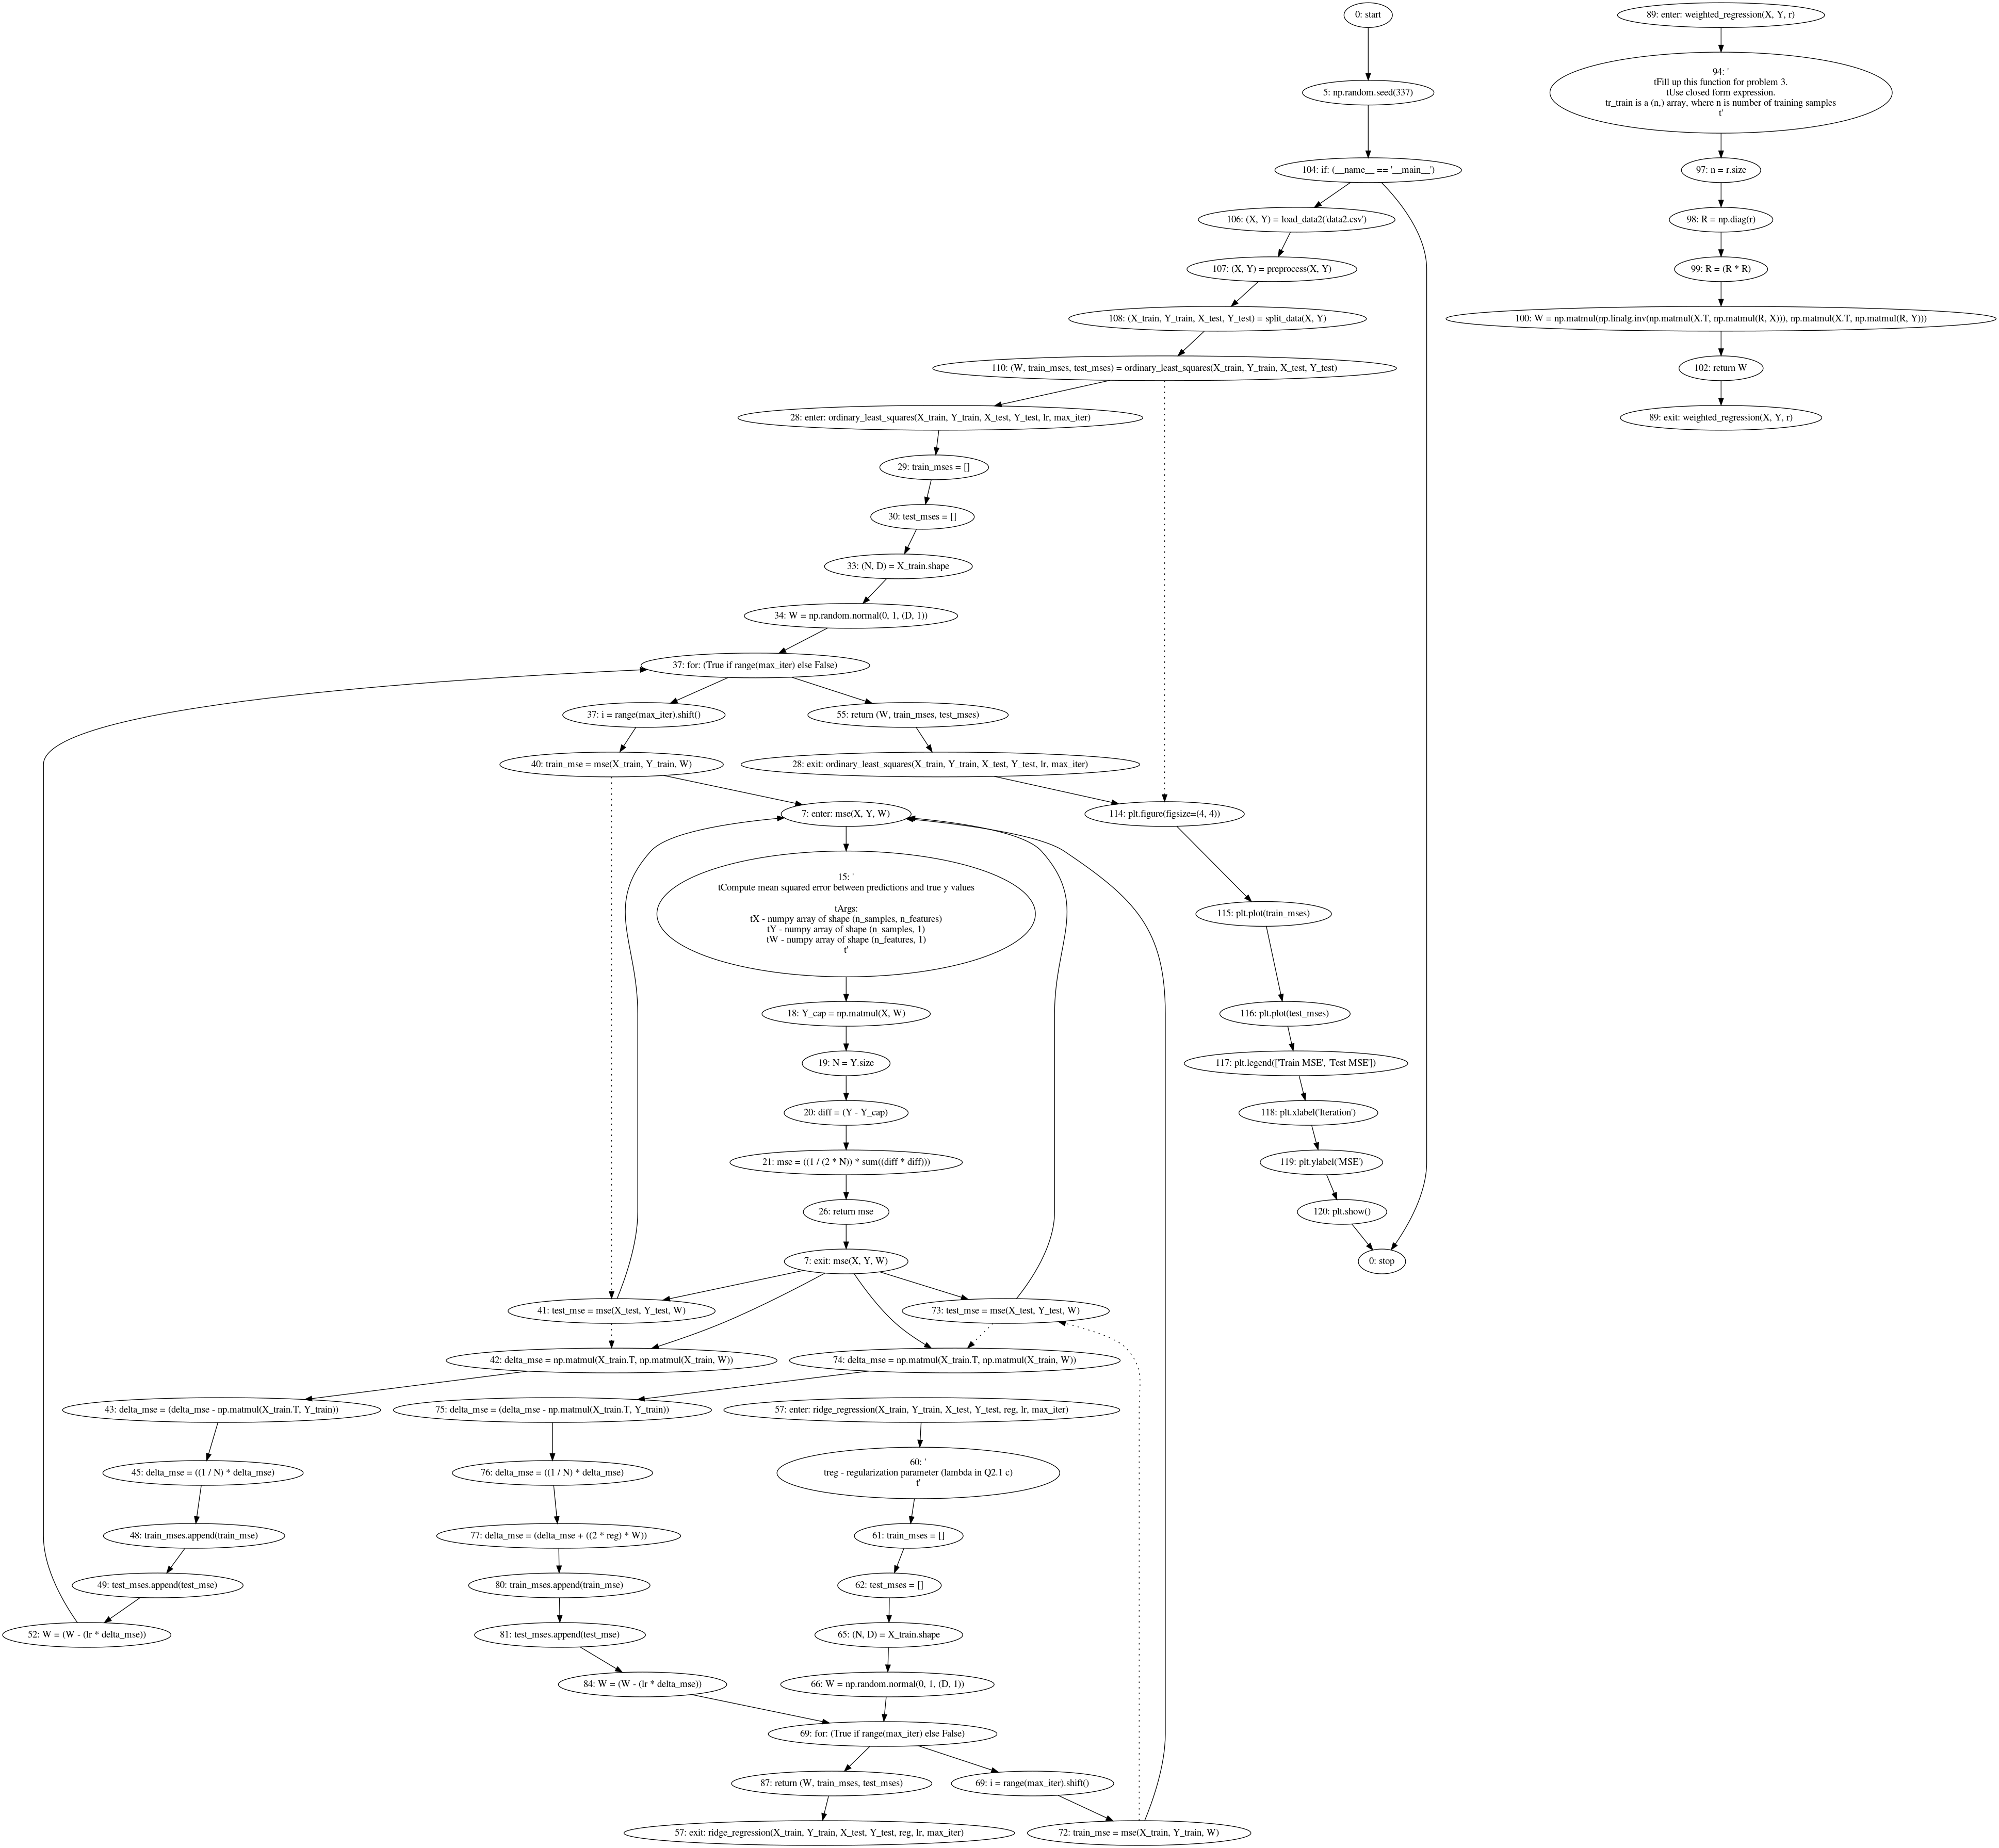 0: start
5: np.random.seed(337)
104: if: (__name__ == '__main__')
106: (X, Y) = load_data2('data2.csv')
107: (X, Y) = preprocess(X, Y)
108: (X_train, Y_train, X_test, Y_test) = split_data(X, Y)
110: (W, train_mses, test_mses) = ordinary_least_squares(X_train, Y_train, X_test, Y_test)
28: enter: ordinary_least_squares(X_train, Y_train, X_test, Y_test, lr, max_iter)
29: train_mses = []
30: test_mses = []
33: (N, D) = X_train.shape
34: W = np.random.normal(0, 1, (D, 1))
37: for: (True if range(max_iter) else False)
37: i = range(max_iter).shift()
55: return (W, train_mses, test_mses)
40: train_mse = mse(X_train, Y_train, W)
28: exit: ordinary_least_squares(X_train, Y_train, X_test, Y_test, lr, max_iter)
7: enter: mse(X, Y, W)
114: plt.figure(figsize=(4, 4))
15: '
tCompute mean squared error between predictions and true y values
tArgs:
tX - numpy array of shape (n_samples, n_features)
tY - numpy array of shape (n_samples, 1)
tW - numpy array of shape (n_features, 1)
t'
115: plt.plot(train_mses)
18: Y_cap = np.matmul(X, W)
116: plt.plot(test_mses)
19: N = Y.size
117: plt.legend(['Train MSE', 'Test MSE'])
20: diff = (Y - Y_cap)
118: plt.xlabel('Iteration')
21: mse = ((1 / (2 * N)) * sum((diff * diff)))
119: plt.ylabel('MSE')
26: return mse
120: plt.show()
7: exit: mse(X, Y, W)
0: stop
41: test_mse = mse(X_test, Y_test, W)
73: test_mse = mse(X_test, Y_test, W)
42: delta_mse = np.matmul(X_train.T, np.matmul(X_train, W))
74: delta_mse = np.matmul(X_train.T, np.matmul(X_train, W))
43: delta_mse = (delta_mse - np.matmul(X_train.T, Y_train))
75: delta_mse = (delta_mse - np.matmul(X_train.T, Y_train))
57: enter: ridge_regression(X_train, Y_train, X_test, Y_test, reg, lr, max_iter)
45: delta_mse = ((1 / N) * delta_mse)
76: delta_mse = ((1 / N) * delta_mse)
60: '
treg - regularization parameter (lambda in Q2.1 c)
t'
48: train_mses.append(train_mse)
77: delta_mse = (delta_mse + ((2 * reg) * W))
61: train_mses = []
49: test_mses.append(test_mse)
80: train_mses.append(train_mse)
62: test_mses = []
52: W = (W - (lr * delta_mse))
81: test_mses.append(test_mse)
65: (N, D) = X_train.shape
84: W = (W - (lr * delta_mse))
66: W = np.random.normal(0, 1, (D, 1))
69: for: (True if range(max_iter) else False)
87: return (W, train_mses, test_mses)
69: i = range(max_iter).shift()
57: exit: ridge_regression(X_train, Y_train, X_test, Y_test, reg, lr, max_iter)
72: train_mse = mse(X_train, Y_train, W)
89: enter: weighted_regression(X, Y, r)
94: '
tFill up this function for problem 3.
tUse closed form expression.
tr_train is a (n,) array, where n is number of training samples
t'
97: n = r.size
98: R = np.diag(r)
99: R = (R * R)
100: W = np.matmul(np.linalg.inv(np.matmul(X.T, np.matmul(R, X))), np.matmul(X.T, np.matmul(R, Y)))
102: return W
89: exit: weighted_regression(X, Y, r)